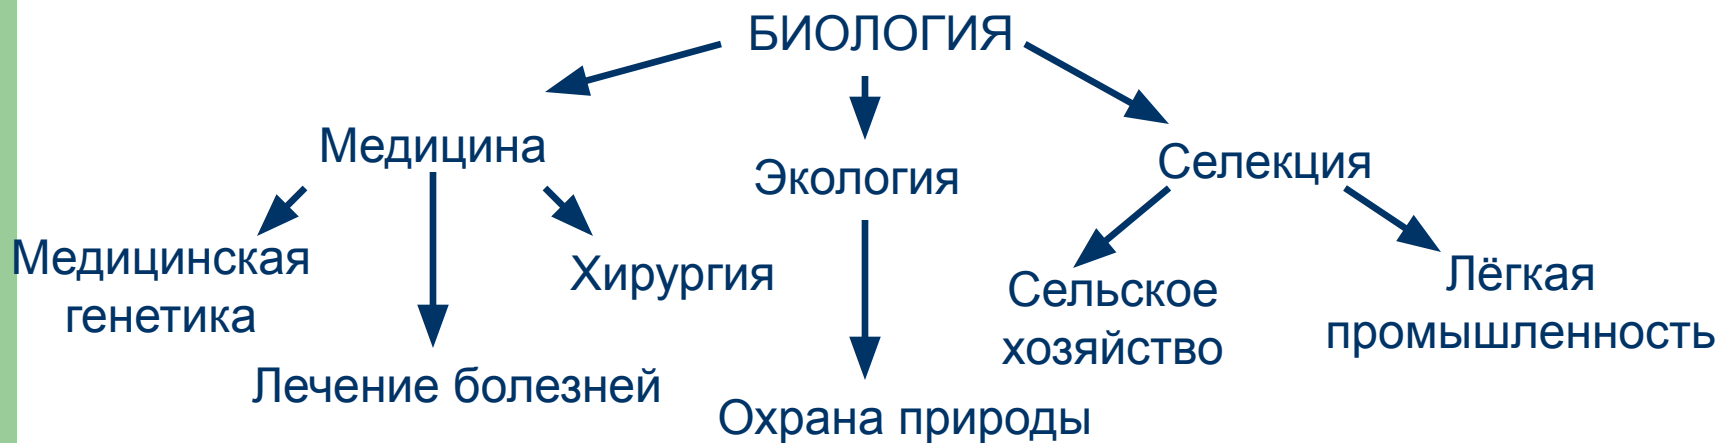 БИОЛОГИЯ
Медицина
Экология
Селекция
Медицинская
генетика
Хирургия
Сельское
хозяйство
Лёгкая
промышленность
Лечение болезней
Охрана природы